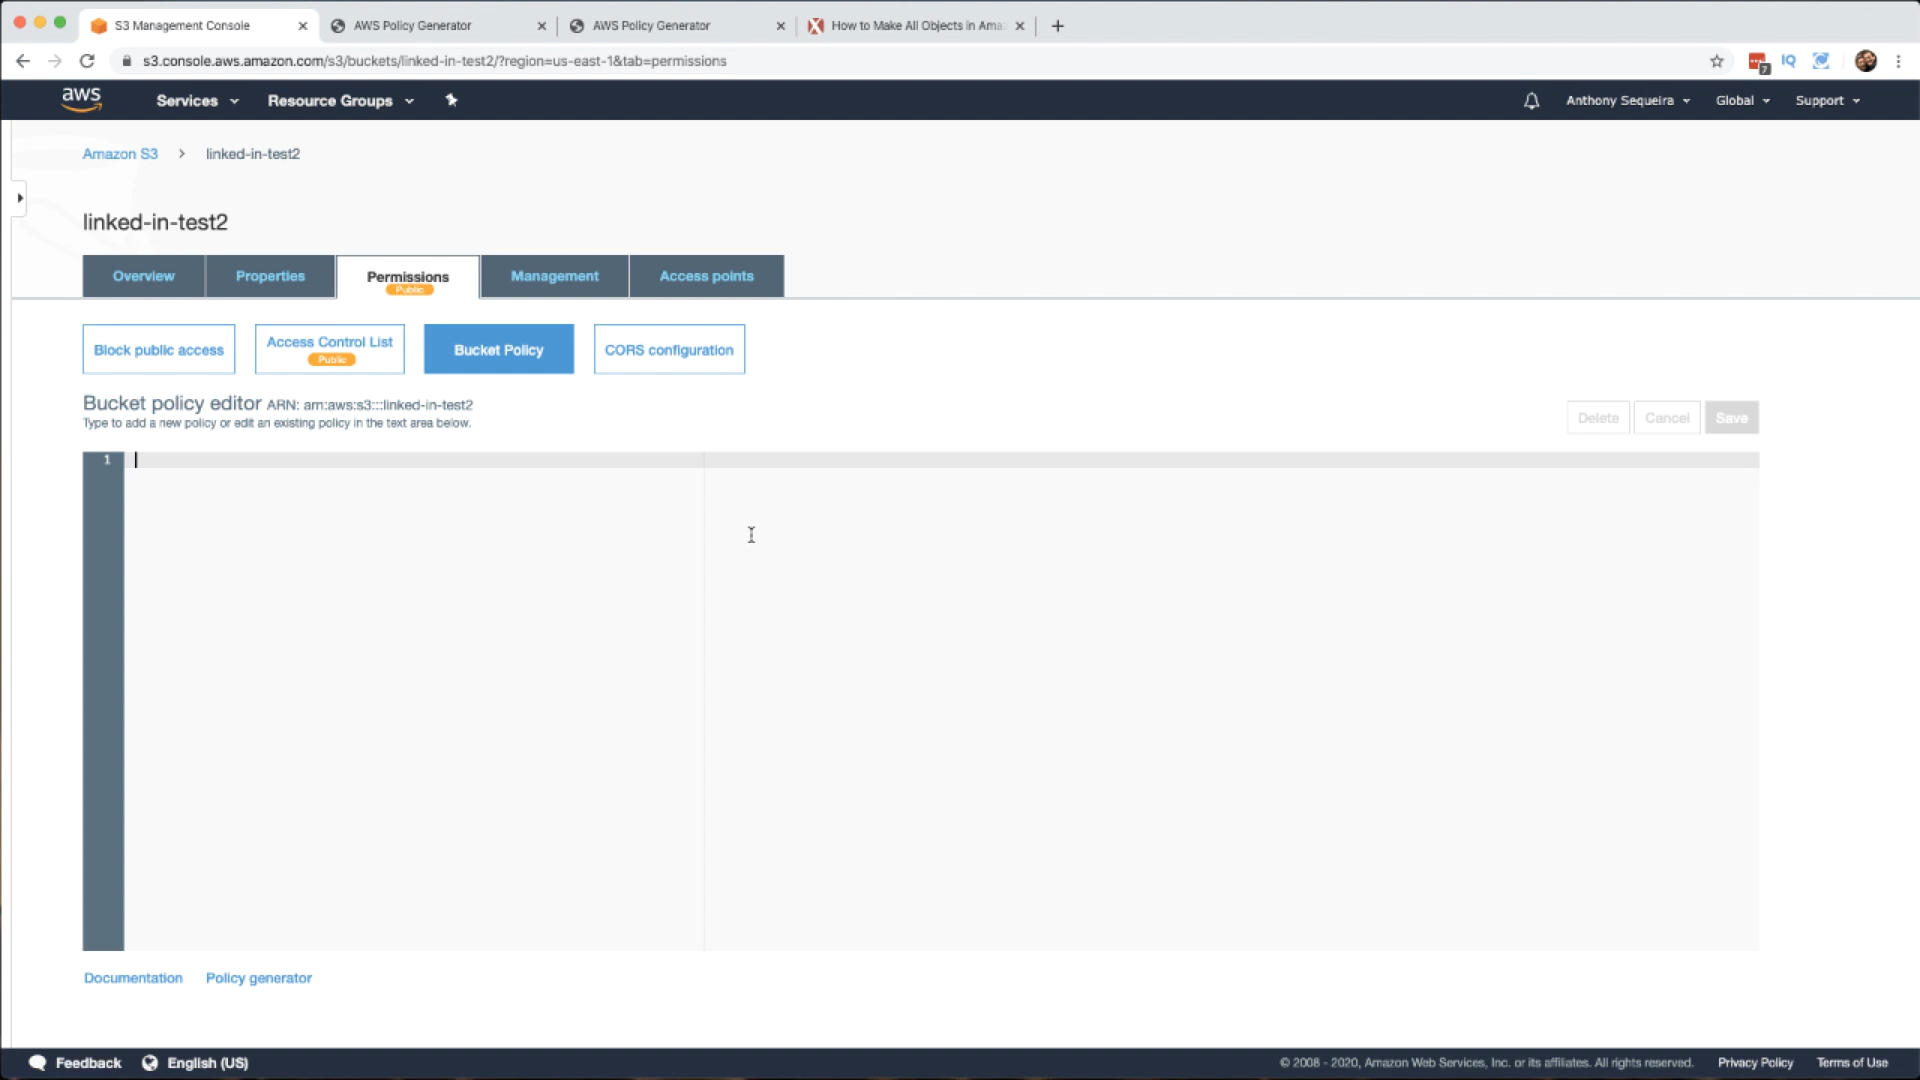 S3 Management Console
AWS Policy Generator
AWS Policy Generator
How to Make All Objects in Ama
s3.console.aws.amazon.com/s3/buckets/linked-in-test2/?region=us-east-1&tab=permissions
7
IQ
aws
Services
Resource Groups
Anthony Sequeira
Global
Support
Amazon S3
linked-in-test2
linked-in-test2
Overview
Properties
Permissions
Public
Management
Access points
Block public access
Access Control List
Public
Bucket Policy
CORS configuration
Bucket policy editor ARN: arn:aws:s3:::linked-in-test2
Type to add a new policy or edit an existing policy in the text area below.
Delete
Cancel
Save
1
Documentation
Policy generator
Feedback
English (US)
© 2008 - 2020, Amazon Web Services, Inc. or its affiliates. All rights reserved.
Privacy Policy
Terms of Use